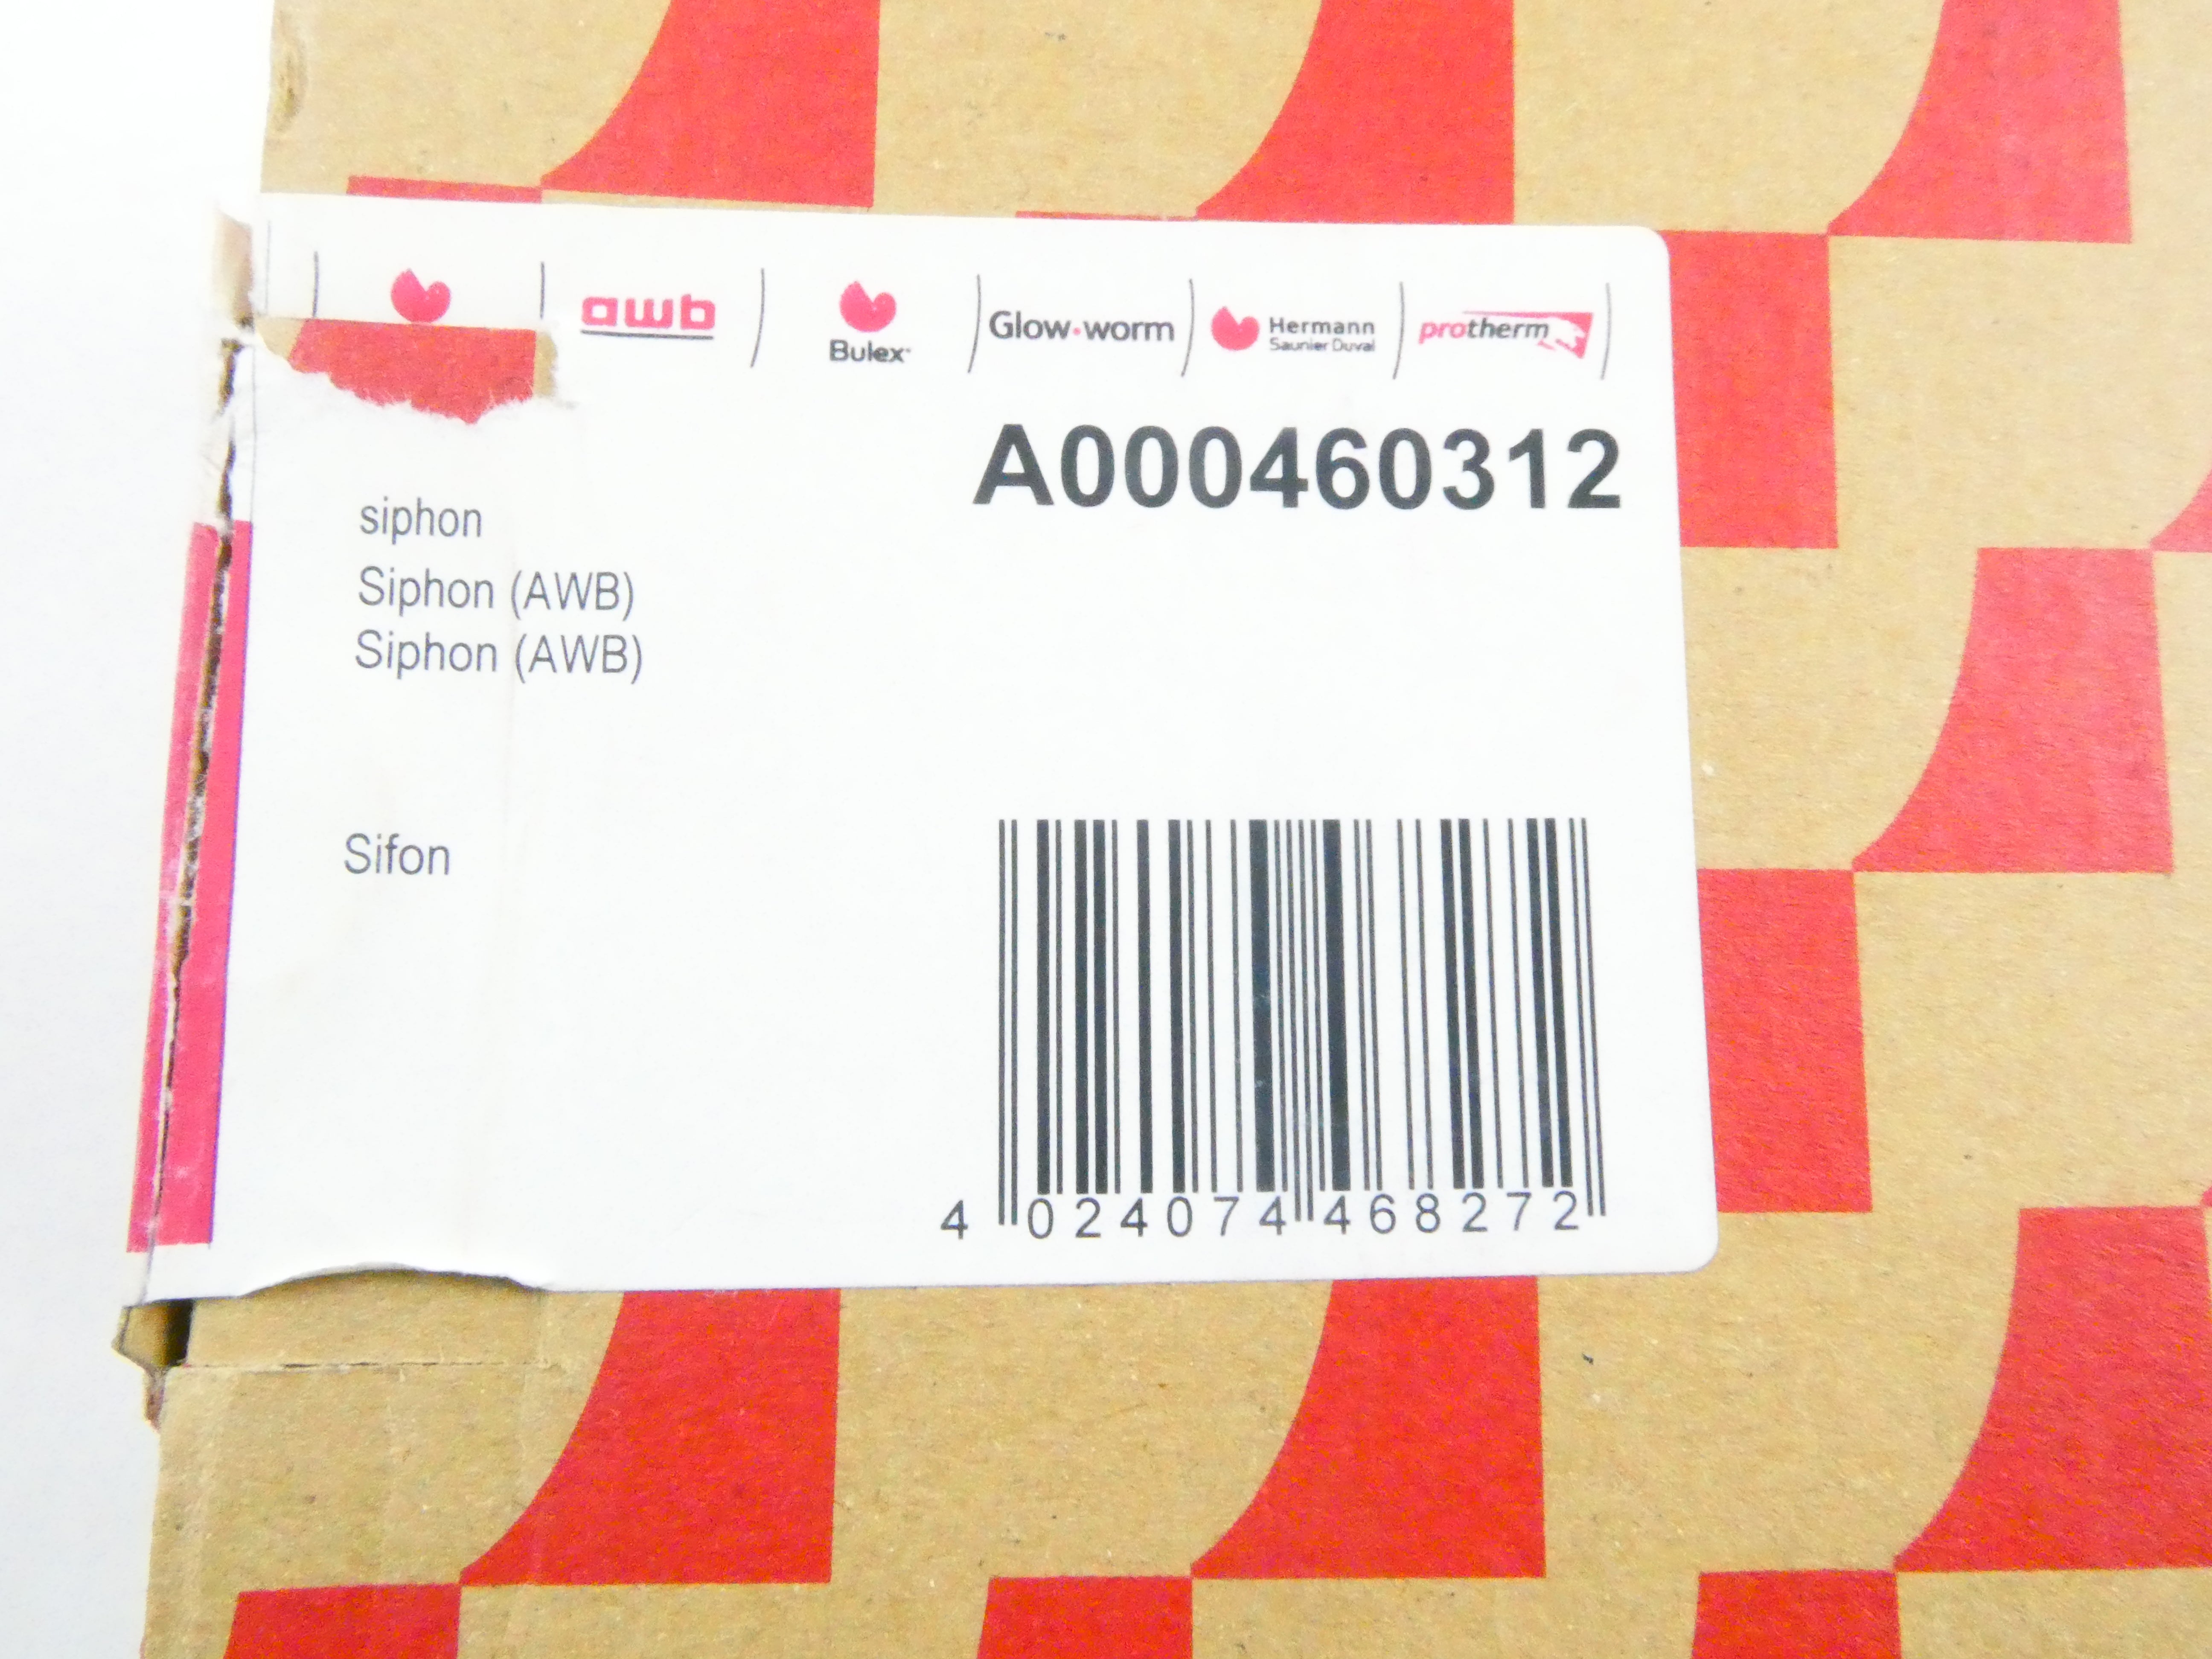 awb
Bulex
Glow-worm
Hermann
Saunier Duval
protherm
A000460312
siphon
Siphon (AWB)
Siphon (AWB)
Sifon
4 024074 468272